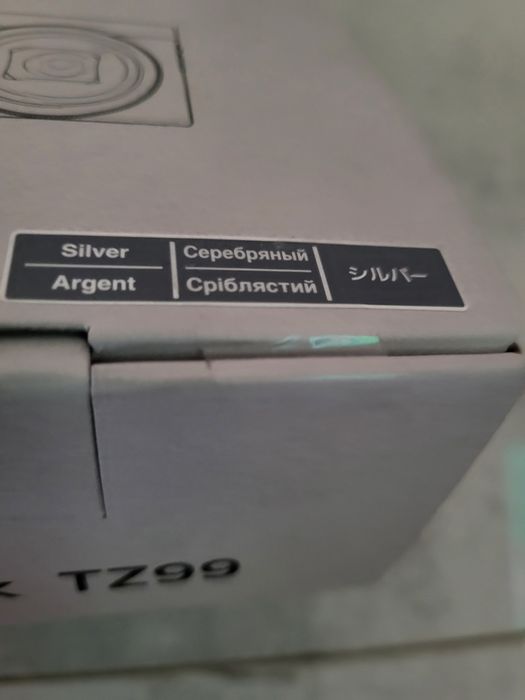 Silver
Argent
Серебряный
Сріблястий
シルバー
TZ99